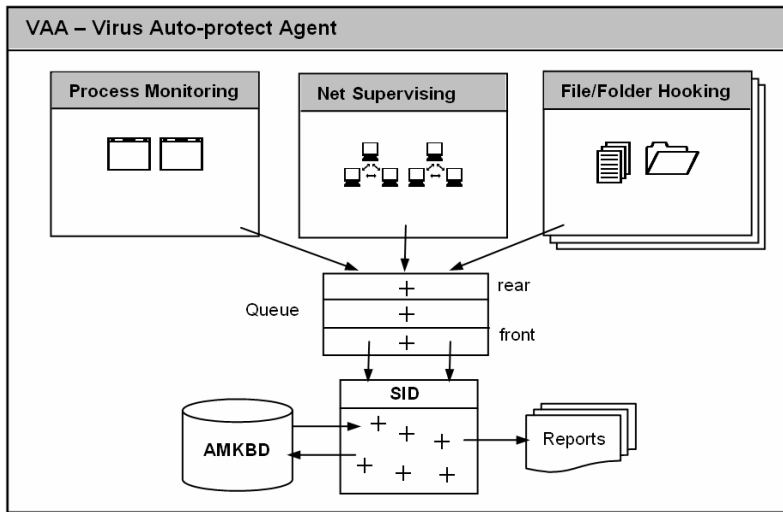 VAA – Virus Auto-protect Agent
Process Monitoring
Net Supervising
File/Folder Hooking
Queue
rear
front
SID
AMKBD
Reports